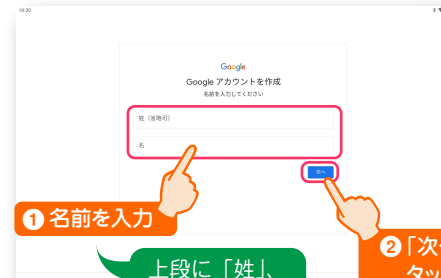 10:30
Google
Google アカウントを作成
名前を入力してください
姓（省略可）
名
次へ
1 名前を入力
2 「次へ
タッ
上段に「姓」、